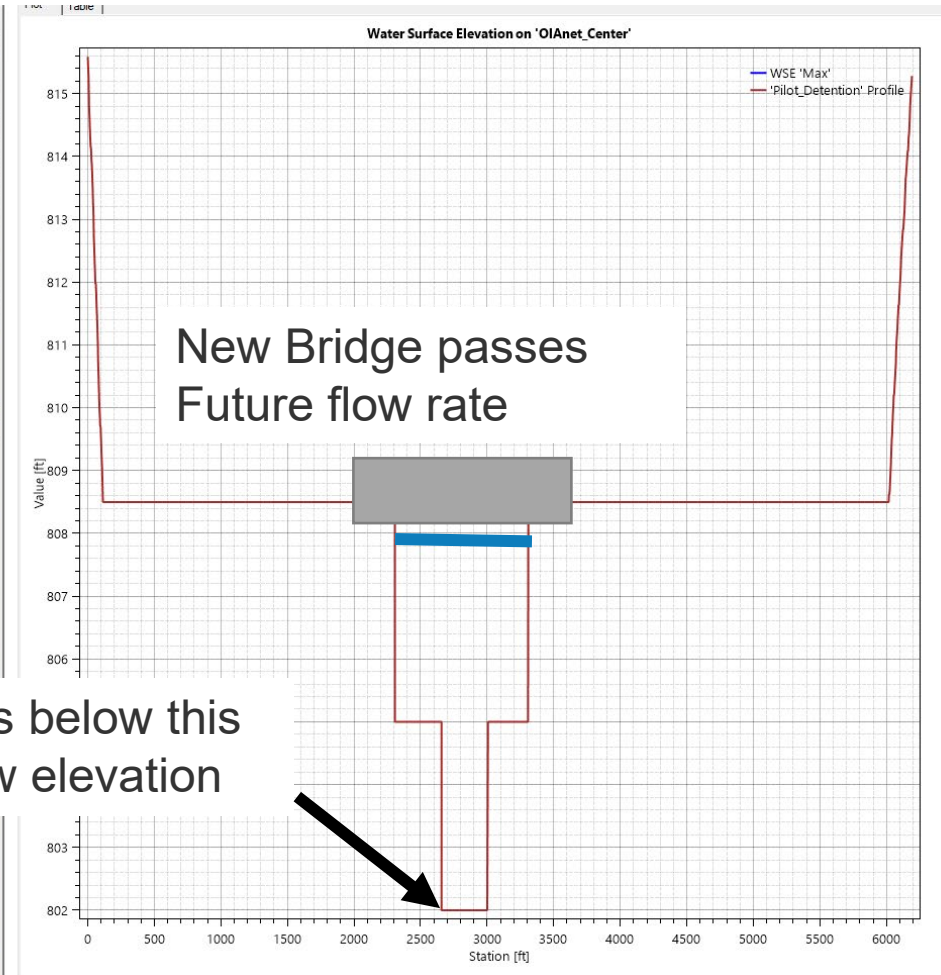 Table
Water Surface Elevation on 'OIAnet_Center'
WSE 'Max'
'Pilot_Detention' Profile
815
814
813
812
811
810
809
808
807
806
803
802
Value [ft]
New Bridge passes
Future flow rate
s below this
w elevation
0 500 1000 1500 2000 2500 3000 3500 4000 4500 5000 5500 6000
Station [ft]